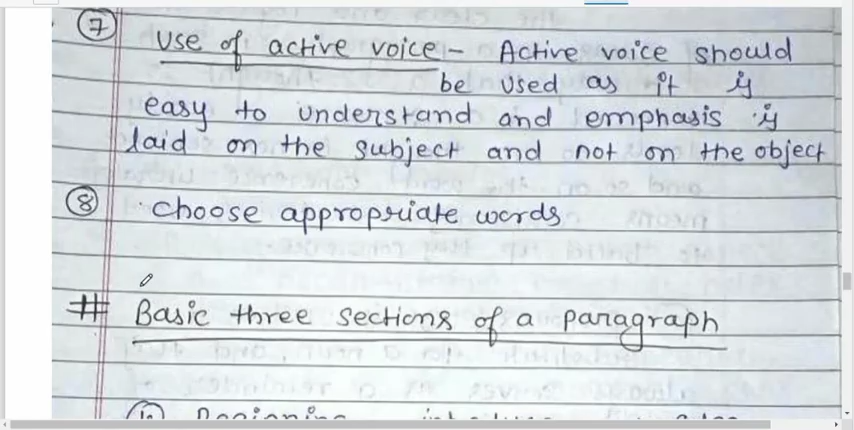 ⑦ Use of active voice - Active voice should
be used as it is
easy to understand and emphasis is
laid on the subject and not on the object
⑧ Choose appropriate words
# Basic three sections of a paragraph
Beginning